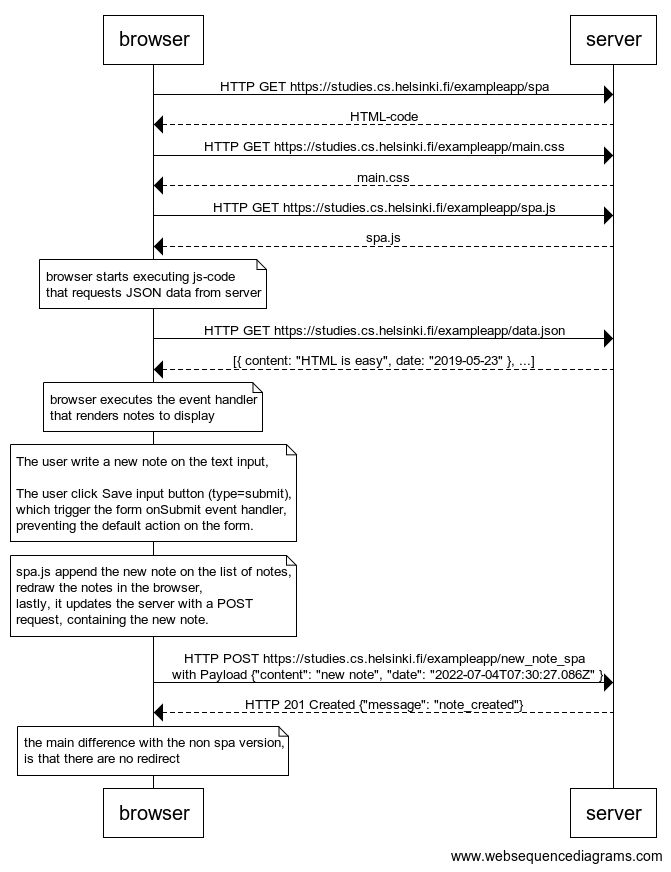 browser server
HTTP GET https://studies.cs.helsinki.fi/exampleapp/spa
HTML-code
HTTP GET https://studies.cs.helsinki.fi/exampleapp/main.css
main.css
HTTP GET https://studies.cs.helsinki.fi/exampleapp/spa.js
spa.js
browser starts executing js-code
that requests JSON data from server
HTTP GET https://studies.cs.helsinki.fi/exampleapp/data.json
[{ content: "HTML is easy", date: "2019-05-23" }, ...]
browser executes the event handler
that renders notes to display
The user write a new note on the text input,
The user click Save input button (type=submit),
which trigger the form onSubmit event handler,
preventing the default action on the form.
spa.js append the new note on the list of notes,
redraw the notes in the browser,
lastly, it updates the server with a POST
request, containing the new note.
HTTP POST https://studies.cs.helsinki.fi/exampleapp/new_note_spa
with Payload {"content": "new note", "date": "2022-07-04T07:30:27.086Z" }
HTTP 201 Created {"message": "note_created"}
the main difference with the non spa version,
is that there are no redirect
browser server
www.websequencediagrams.com